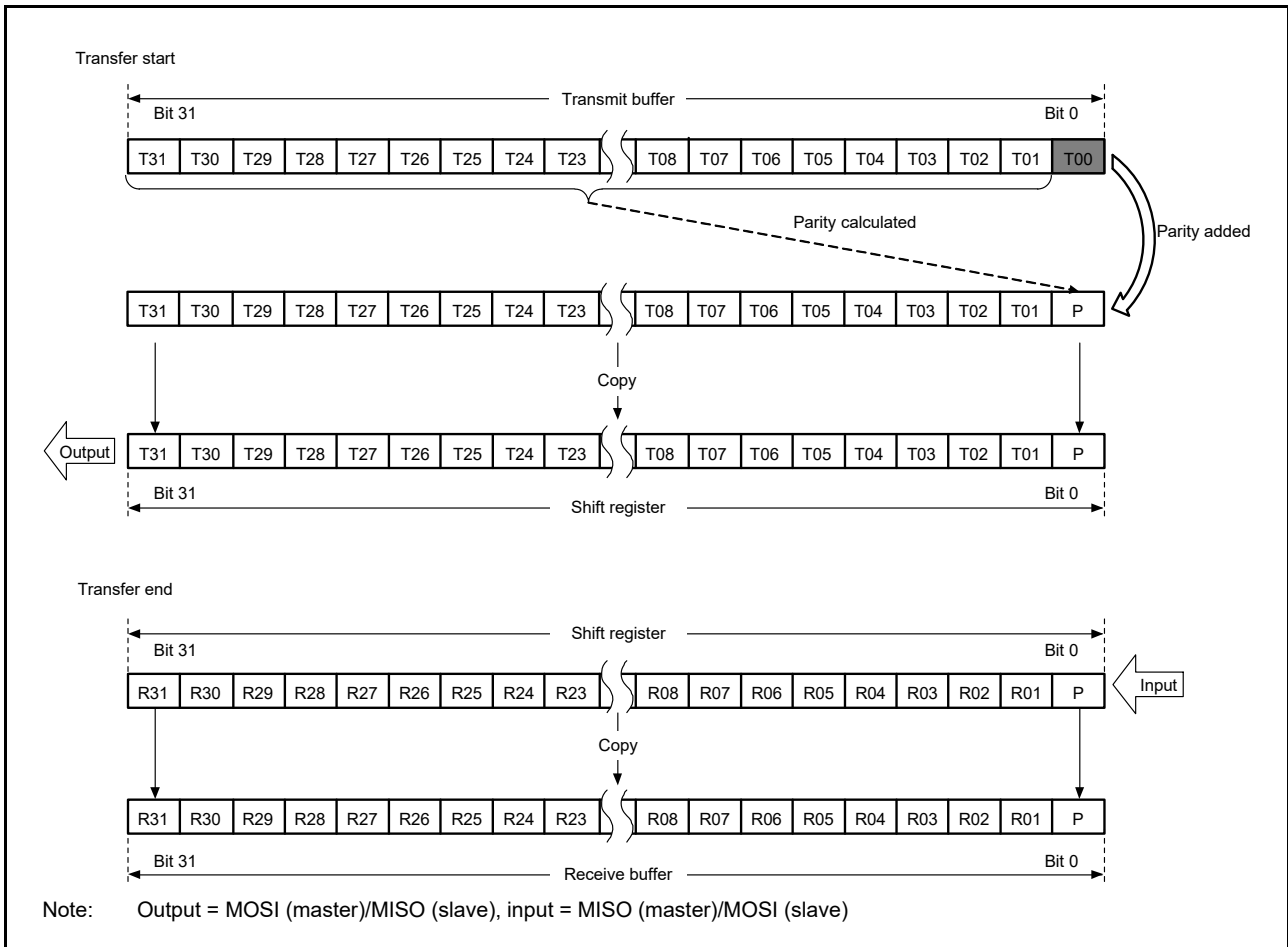 Transfer start
Transmit buffer
Bit 31 Bit 0
T31 T30 T29 T28 T27 T26 T25 T24 T23 T08 T07 T06 T05 T04 T03 T02 T01 T00
Parity calculated
Parity added
T31 T30 T29 T28 T27 T26 T25 T24 T23 T08 T07 T06 T05 T04 T03 T02 T01 P
Copy
Output
T31 T30 T29 T28 T27 T26 T25 T24 T23 T08 T07 T06 T05 T04 T03 T02 T01 P
Bit 31 Bit 0
Shift register
Transfer end
Shift register
Bit 31 Bit 0
R31 R30 R29 R28 R27 R26 R25 R24 R23 R08 R07 R06 R05 R04 R03 R02 R01 P
Input
Copy
R31 R30 R29 R28 R27 R26 R25 R24 R23 R08 R07 R06 R05 R04 R03 R02 R01 P
Bit 31 Bit 0
Receive buffer
Note: Output = MOSI (master)/MISO (slave), input = MISO (master)/MOSI (slave)